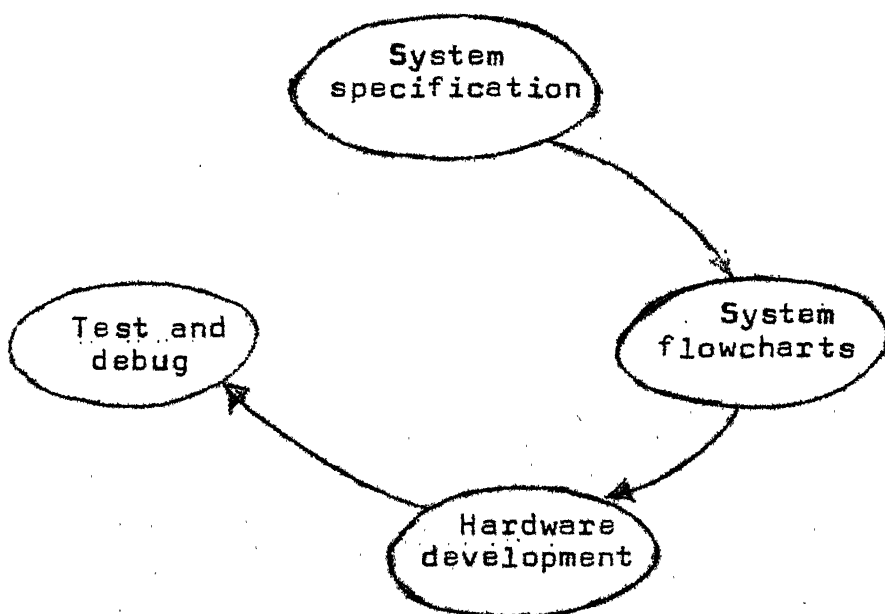 System
specification
System
flowcharts
Hardware
development
Test and
debug